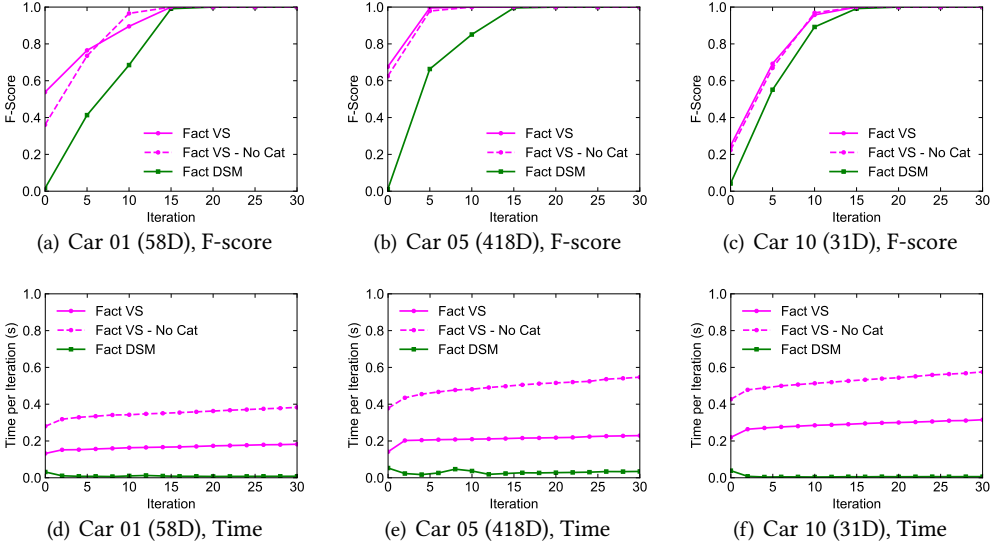 1.0
0.8
0.6
0.4
0.2
0.0
F-Score
Fact VS
Fact VS - No Cat
Fact DSM
0 5 10 15 20 25 30
Iteration
(a) Car 01 (58D), F-score
1.0
0.8
0.6
0.4
0.2
0.0
F-Score
Fact VS
Fact VS - No Cat
Fact DSM
0 5 10 15 20 25 30
Iteration
(b) Car 05 (418D), F-score
1.0
0.8
0.6
0.4
0.2
0.0
F-Score
Fact VS
Fact VS - No Cat
Fact DSM
0 5 10 15 20 25 30
Iteration
(c) Car 10 (31D), F-score
1.0
0.8
0.6
0.4
0.2
0.0
Time per Iteration (s)
Fact VS
Fact VS - No Cat
Fact DSM
0 5 10 15 20 25 30
Iteration
(d) Car 01 (58D), Time
1.0
0.8
0.6
0.4
0.2
0.0
Time per Iteration (s)
Fact VS
Fact VS - No Cat
Fact DSM
0 5 10 15 20 25 30
Iteration
(e) Car 05 (418D), Time
1.0
0.8
0.6
0.4
0.2
0.0
Time per Iteration (s)
Fact VS
Fact VS - No Cat
Fact DSM
0 5 10 15 20 25 30
Iteration
(f) Car 10 (31D), Time